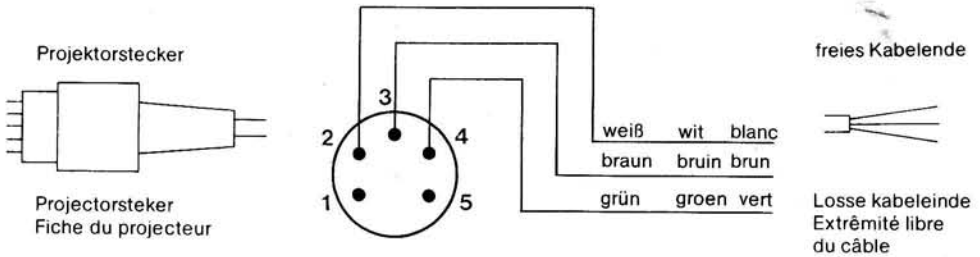 Projektorstecker
freies Kabelende
3
2
4
1
5
weiß wit blanc
braun bruin brun
grün groen vert
Projectorsteker
Fiche du projecteur
Losse kabeleinde
Extrêmité libre
du câble